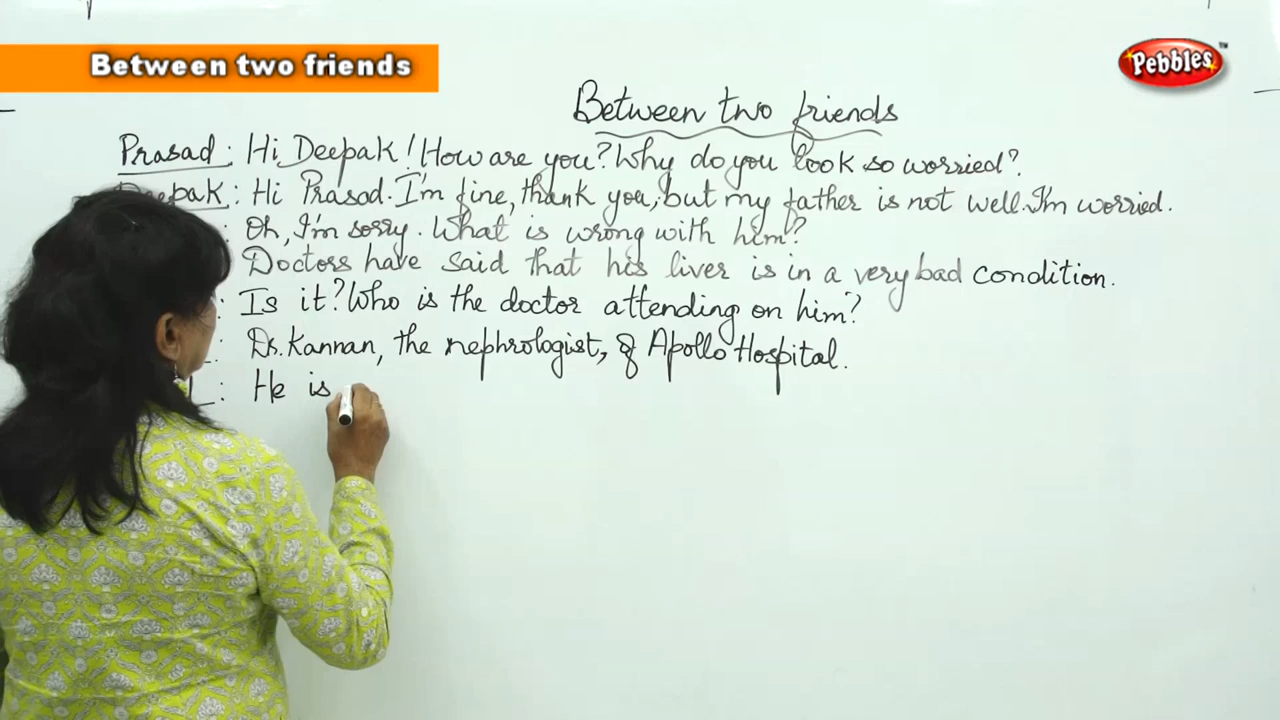 Between two friends
Pebbles™
Between two friends
Prasad : Hi Deepak! How are you? Why do you look so worried?
Deepak : Hi Prasad. I'm fine, thank you, but my father is not well. I'm worried.
: Oh, I'm sorry. What is wrong with him?
Doctors have said that his liver is in a very bad condition.
: Is it? Who is the doctor attending on him?
Dr. Kannan, the nephrologist, of Apollo Hospital.
: He is